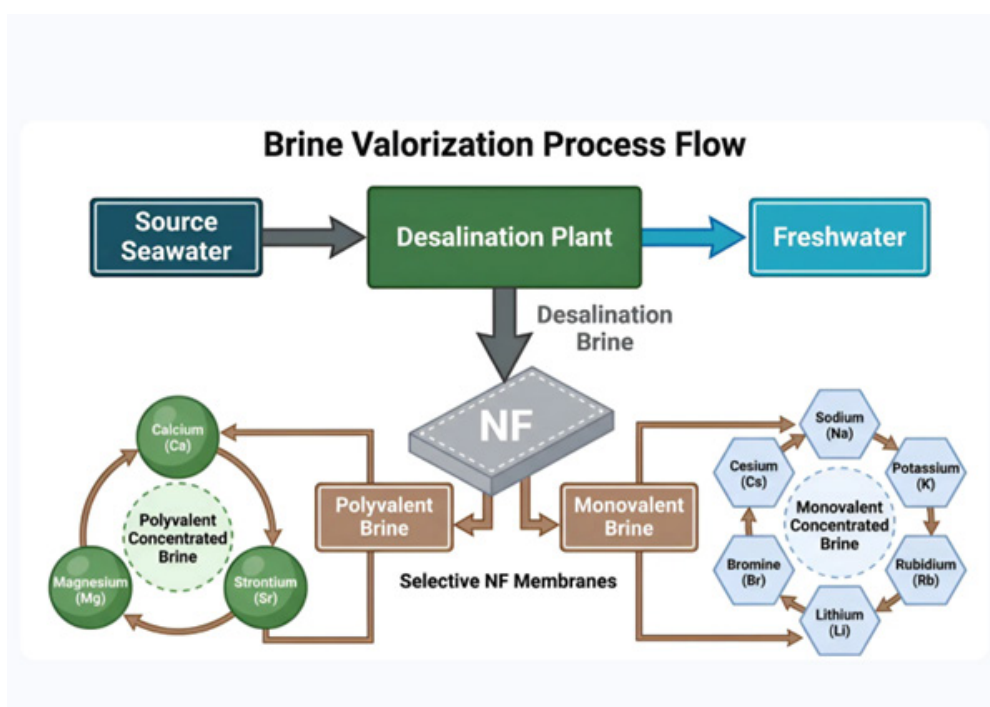 Brine Valorization Process Flow
Source
Seawater
Desalination Plant
Freshwater
Desalination
Brine
NF
Calcium
(Ca)
Polyvalent
Concentrated
Brine
Magnesium
(Mg)
Strontium
(Sr)
Polyvalent
Brine
Monovalent
Brine
Selective NF Membranes
Sodium
(Na)
Cesium
(Cs)
Potassium
(K)
Monovalent
Concentrated
Brine
Bromine
(Br)
Rubidium
(Rb)
Lithium
(Li)